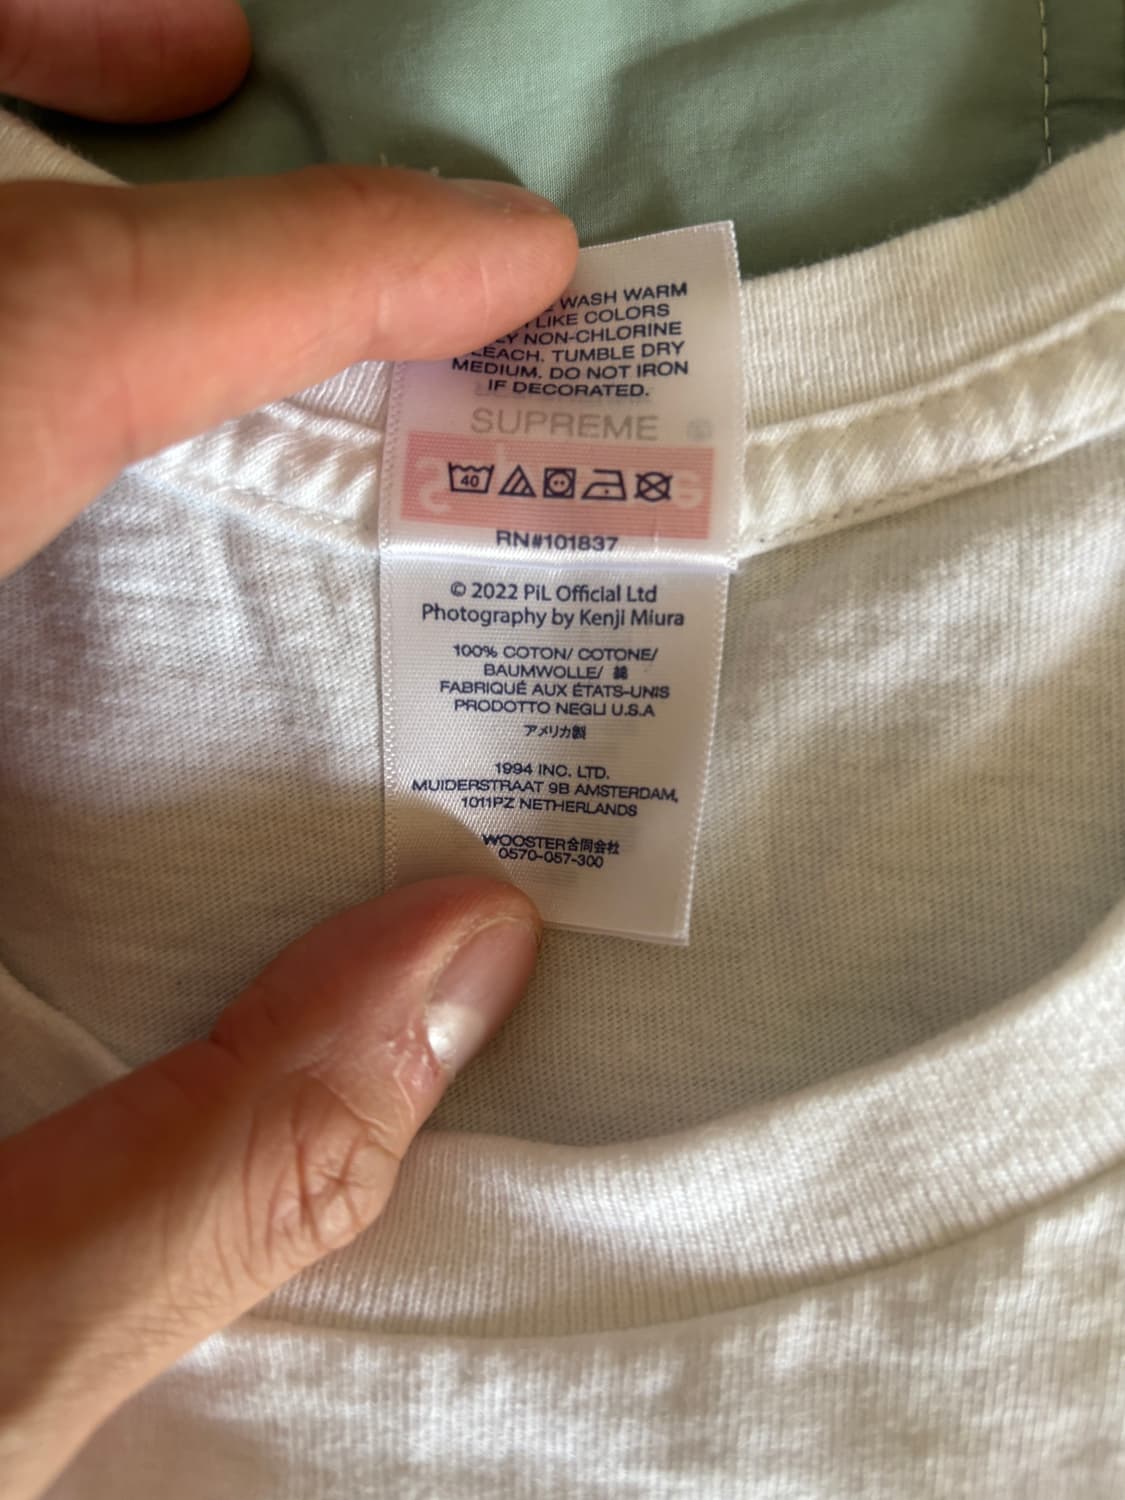 WASH WARM
LIKE COLORS
NON-CHLORINE
BLEACH. TUMBLE DRY
MEDIUM. DO NOT IRON
IF DECORATED.
SUPREME
40
RN#101837
© 2022 PiL Official Ltd
Photography by Kenji Miura
100% COTON/ COTONE/
BAUMWOLLE/ 綿
FABRIQUÉ AUX ÉTATS-UNIS
PRODOTTO NEGLI U.S.A
アメリカ製
1994 INC. LTD.
MUIDERSTRAAT 9B AMSTERDAM,
1011PZ NETHERLANDS
WOOSTER合同会社
0570-057-300